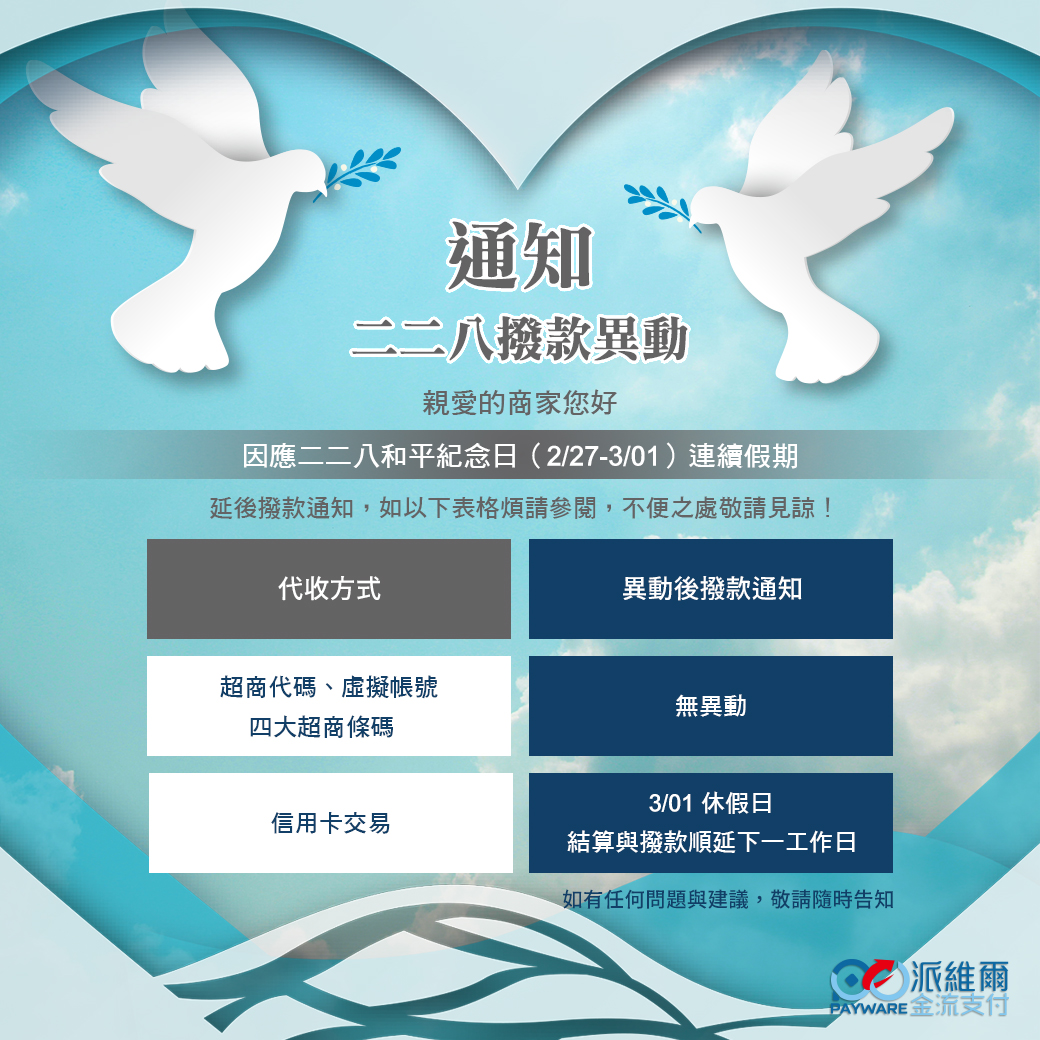 通知
二二八撥款異動
親愛的商家您好
因應二二八和平紀念日（2/27-3/01）連續假期
延後撥款通知，如以下表格煩請參閱，不便之處敬請見諒！
代收方式
異動後撥款通知
超商代碼、虛擬帳號
四大超商條碼
無異動
信用卡交易
3/01 休假日
結算與撥款順延下一工作日
如有任何問題與建議，敬請隨時告知
派維爾
PAYWARE 金流支付